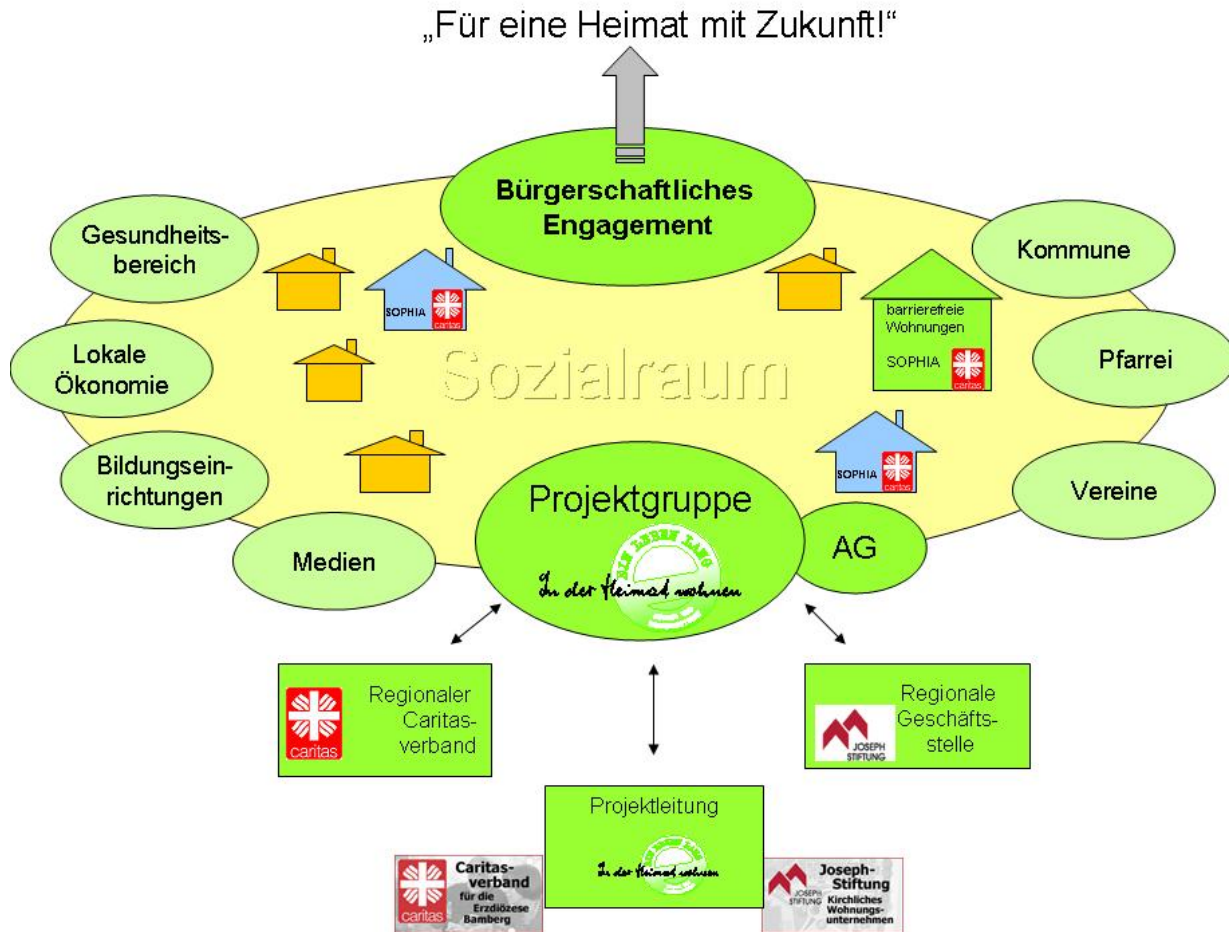 „Für eine Heimat mit Zukunft!“
Bürgerschaftliches
Engagement
Gesundheits-
bereich
Kommune
SOPHIA
caritas
barrierefreie
Wohnungen
SOPHIA
caritas
Lokale
Ökonomie
Sozialraum
Pfarrei
Bildungsein-
richtungen
SOPHIA
caritas
Vereine
Medien
Projektgruppe
EIN LEBEN LANG
In der Heimat wohnen
AG
caritas
Regionaler
Caritas-
verband
Regionale
Geschäfts-
stelle
JOSEPH
STIFTUNG
Projektleitung
In der Heimat wohnen
caritas
Caritas-
verband
für die
Erzdiözese
Bamberg
JOSEPH
STIFTUNG
Joseph-
Stiftung
Kirchliches
Wohnungs-
unternehmen